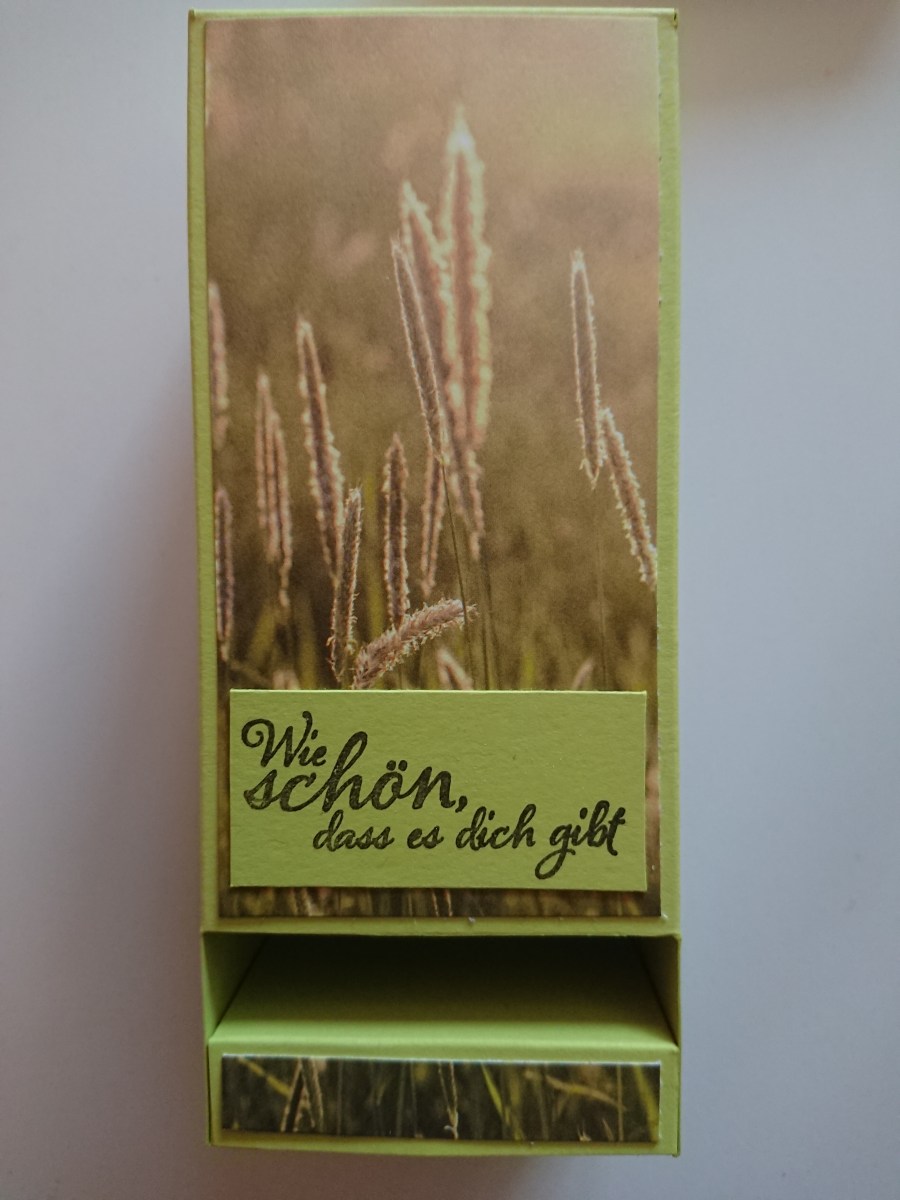 Wie
schön,
dass es dich gibt